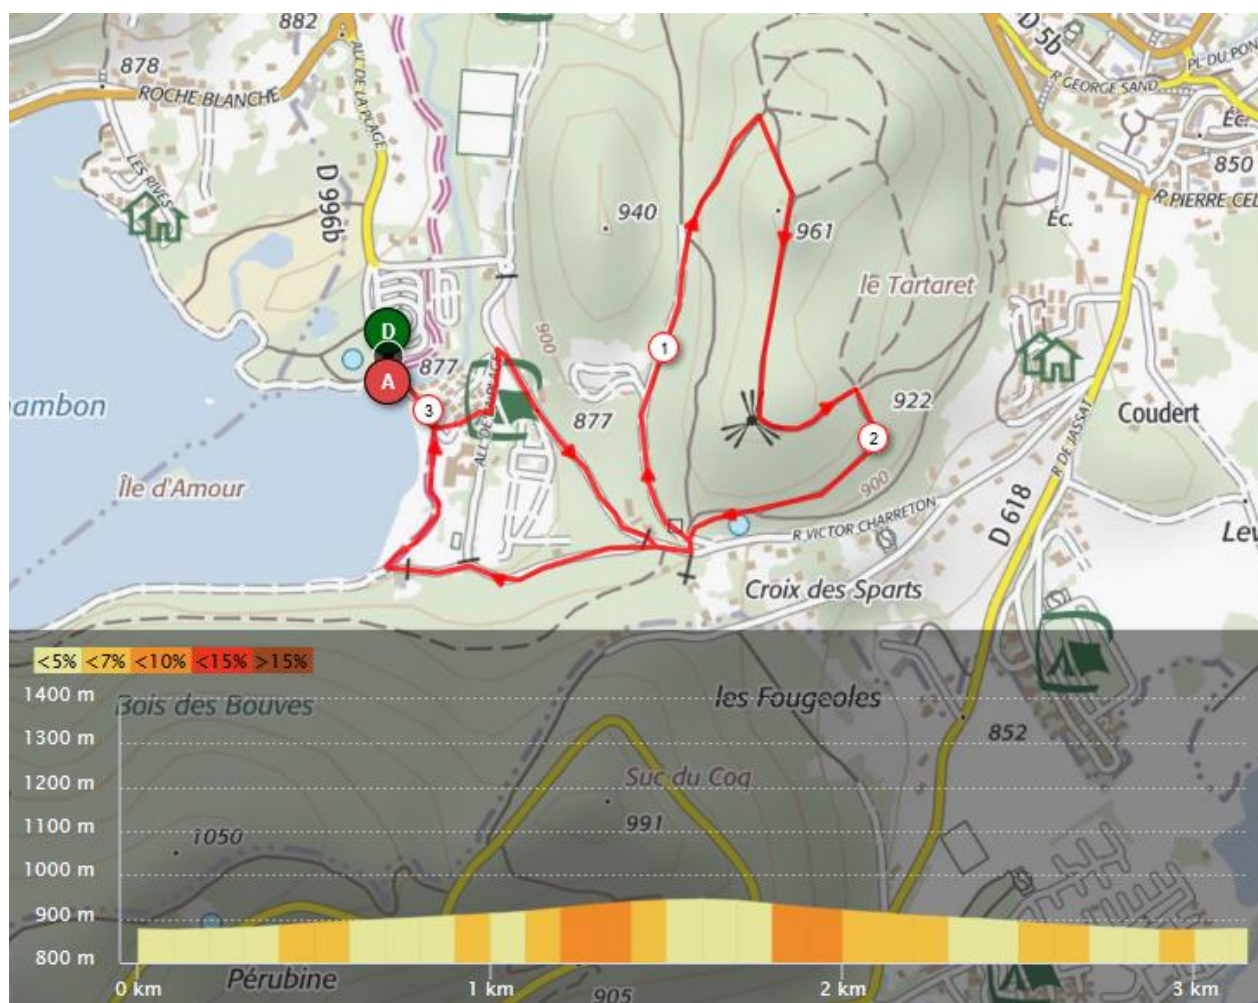 882
D 5b
PL. DU PON
878
ALL. DE LA PLAGE
R. GEORGE SAND
ROCHE BLANCHE
Éc.
850
LES RIVES
D 996b
R. PIERRE CEL
940
961
Éc.
le Tartaret
D
900
1
877
A
3
ALL. DE
877
922
2
Coudert
R. DE JASSAT
hambon
Île d'Amour
900
R. VICTOR CHARRETON
D 618
Lev
Croix des Sparts
<5% <7% <10% <15% >15%
1400 m
Bois des Bouves
les Fougeoles
852
1300 m
1200 m
Suc du Coq
1100 m
991
1050
1000 m
900 m
800 m
0 km
Pérubine
1 km
905
2 km
3 km